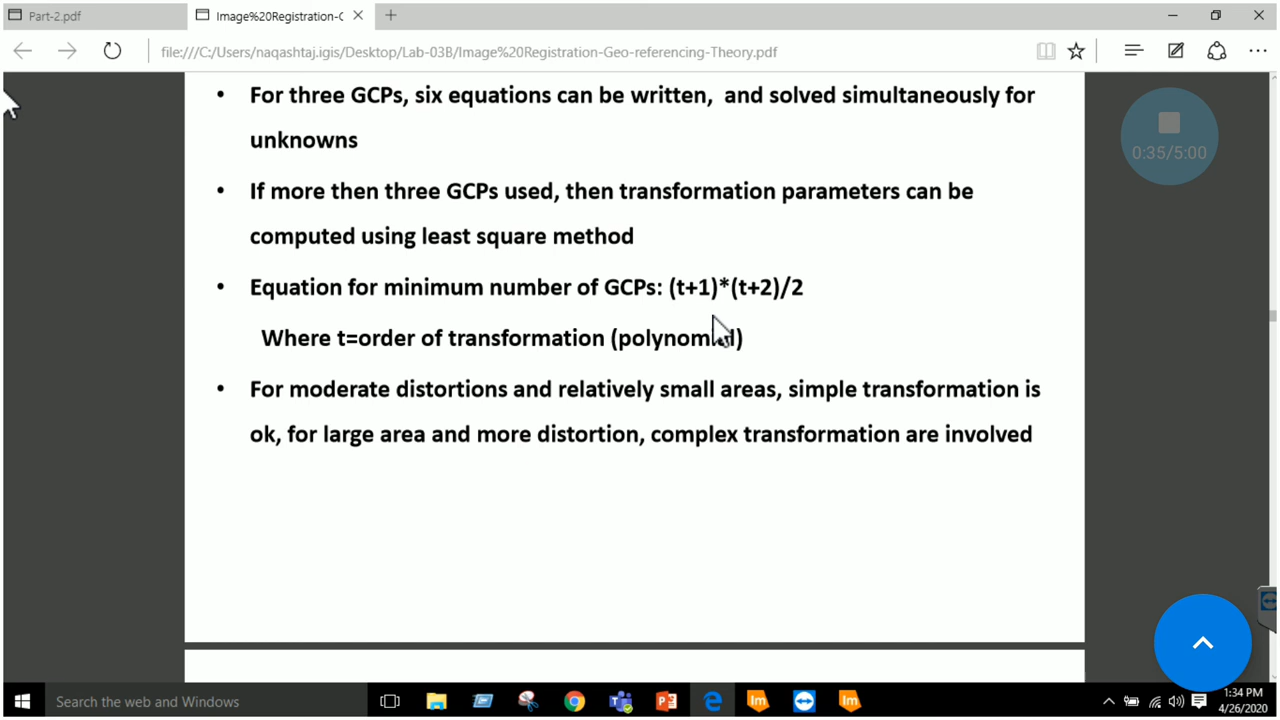 Part-2.pdf
Image%20Registration-G
file:///C:/Users/naqashtaj.igis/Desktop/Lab-03B/Image%20Registration-Geo-referencing-Theory.pdf
• For three GCPs, six equations can be written, and solved simultaneously for
unknowns
0:35/5:00
• If more then three GCPs used, then transformation parameters can be
computed using least square method
• Equation for minimum number of GCPs: (t+1)*(t+2)/2
Where t=order of transformation (polynomial)
• For moderate distortions and relatively small areas, simple transformation is
ok, for large area and more distortion, complex transformation are involved
Search the web and Windows
Im
Im
1:34 PM
4/26/2020